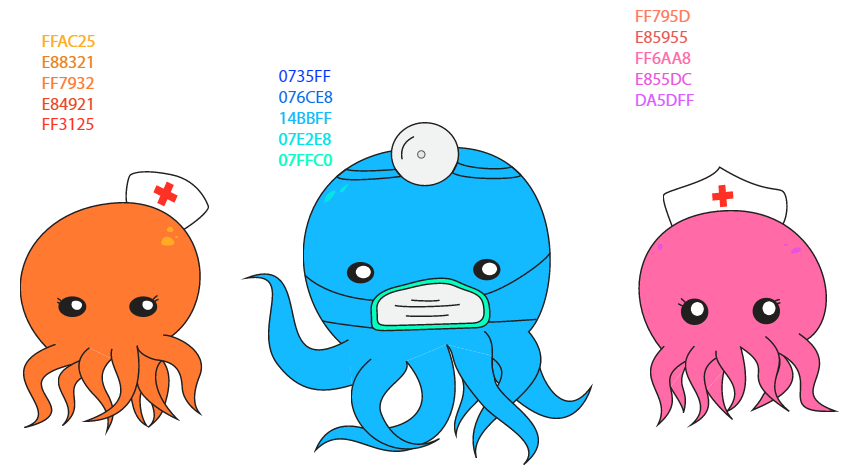 FFAC25
E88321
FF7932
E84921
FF3125
0735FF
076CE8
14BBFF
07E2E8
07FFC0
FF795D
E85955
FF6AA8
E855DC
DA5DFF